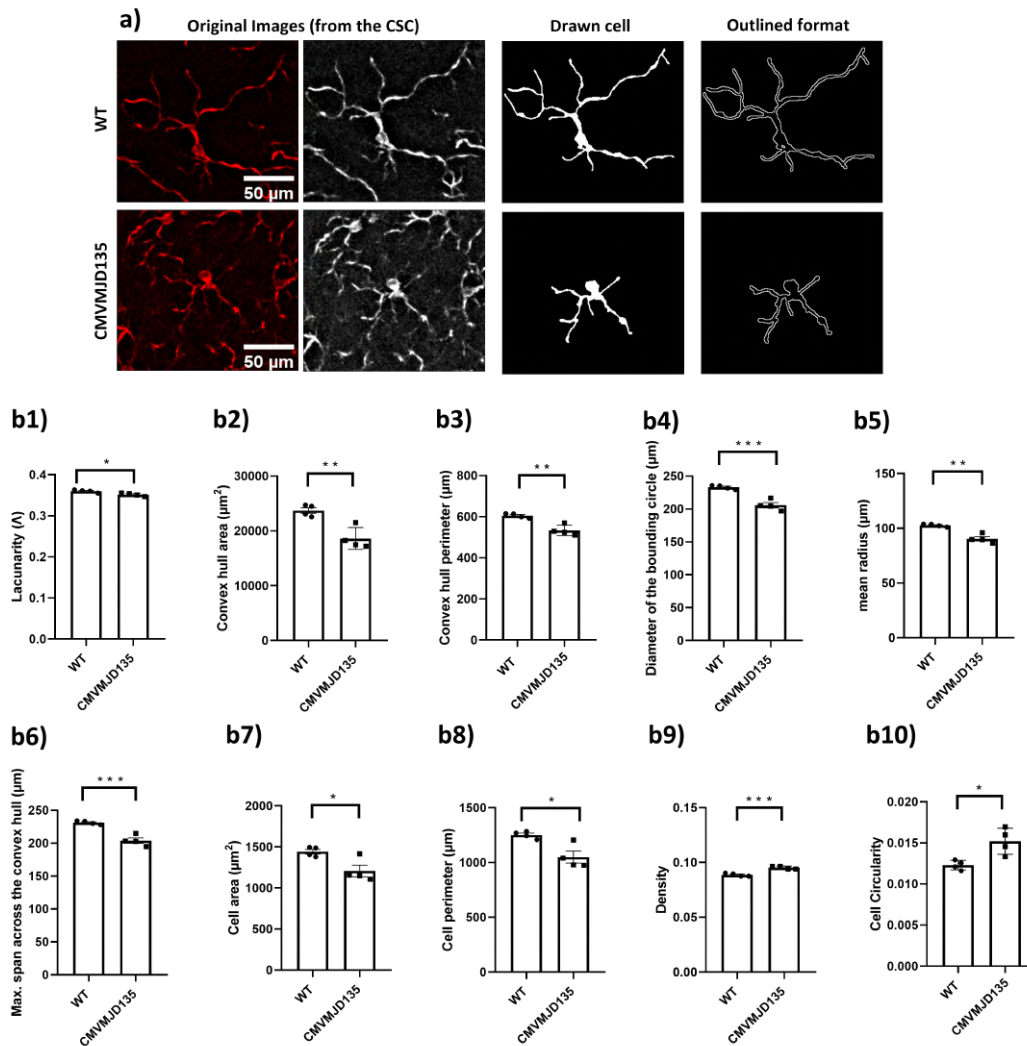 a)
Original Images (from the CSC)
Drawn cell
Outlined format
WT
50 µm
CMVMJD135
50 µm
b1)
b2)
b3)
b4)
b5)
*
Lacunarity (Λ)
0.4
0.3
0.2
0.1
0.0
WT
CMVMJD135
**
Convex hull area (µm²)
30000
20000
10000
0
WT
CMVMJD135
**
Convex hull perimeter (µm)
800
600
400
200
0
WT
CMVMJD135
***
Diameter of the bounding circle (µm)
250
200
150
100
50
0
WT
CMVMJD135
**
mean radius (µm)
150
100
50
0
WT
CMVMJD135
b6)
b7)
b8)
b9)
b10)
***
Max. span across the convex hull (µm)
250
200
150
100
50
0
WT
CMVMJD135
*
Cell area (µm²)
2000
1500
1000
500
0
WT
CMVMJD135
*
Cell perimeter (µm)
1500
1000
500
0
WT
CMVMJD135
***
Density
0.15
0.10
0.05
0.00
WT
CMVMJD135
*
Cell Circularity
0.020
0.015
0.010
0.005
0.000
WT
CMVMJD135